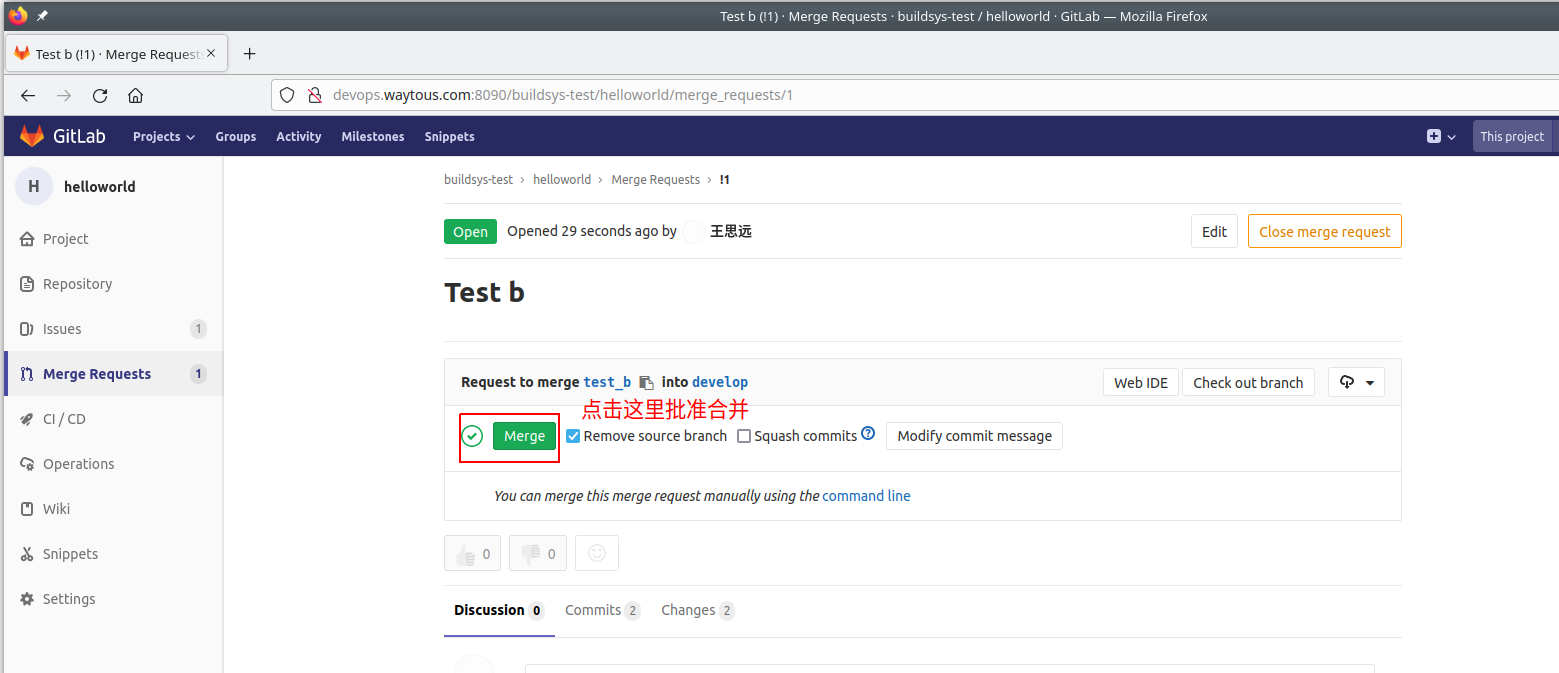 Test b (!1) · Merge Requests · buildsys-test / helloworld · GitLab — Mozilla Firefox
Test b (!1) · Merge Requests
devops.waytous.com:8090/buildsys-test/helloworld/merge_requests/1
GitLab Projects Groups Activity Milestones Snippets This project
H helloworld
buildsys-test › helloworld › Merge Requests › !1
Open Opened 29 seconds ago by 王思远 Edit Close merge request
Project
Repository
Issues 1
Merge Requests 1
CI / CD
Operations
Wiki
Snippets
Settings
Test b
Request to merge test_b into develop Web IDE Check out branch
点击这里批准合并
Merge Remove source branch Squash commits ? Modify commit message
You can merge this merge request manually using the command line
0 0
Discussion 0 Commits 2 Changes 2